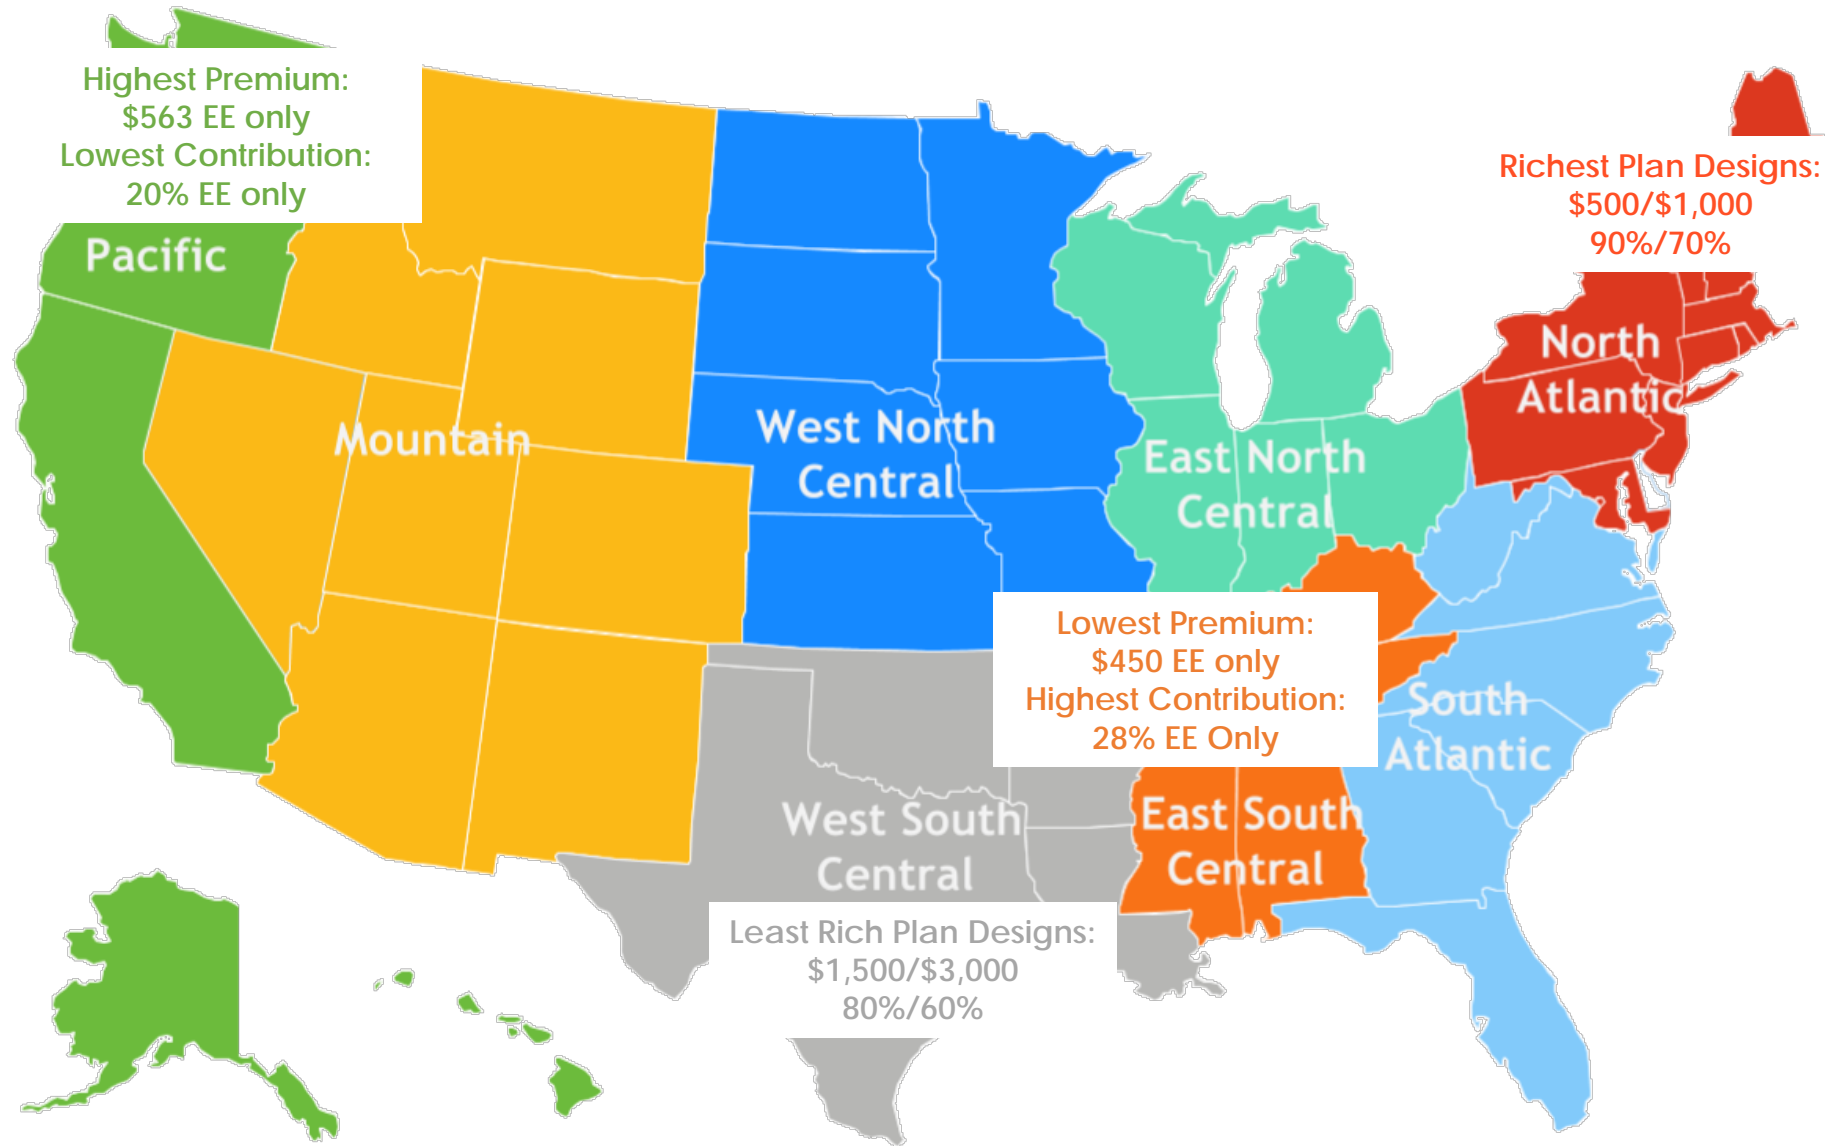 Highest Premium:
$563 EE only
Lowest Contribution:
20% EE only
Pacific
Mountain
West North
Central
East North
Central
Richest Plan Designs:
$500/$1,000
90%/70%
North
Atlantic
Lowest Premium:
$450 EE only
Highest Contribution:
28% EE Only
South
Atlantic
West South
Central
East South
Central
Least Rich Plan Designs:
$1,500/$3,000
80%/60%